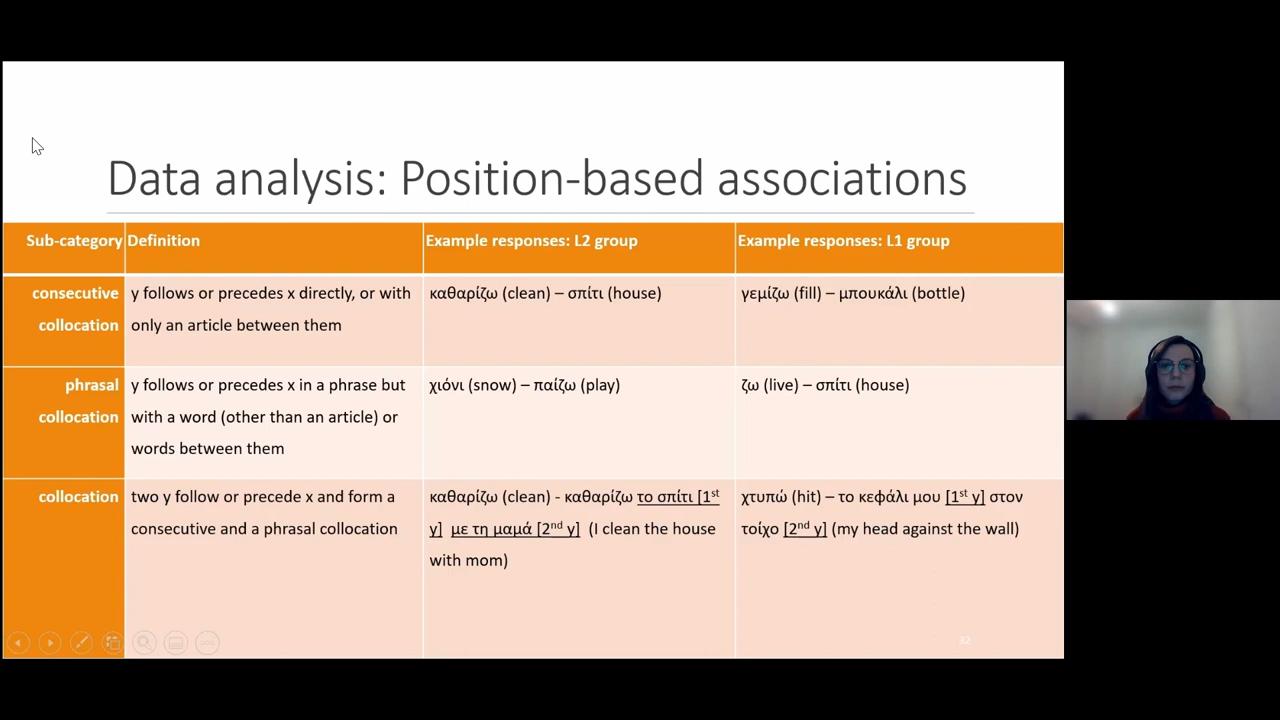 Data analysis: Position-based associations
Sub-category Definition Example responses: L2 group Example responses: L1 group
consecutive collocation
y follows or precedes x directly, or with
only an article between them
καθαρίζω (clean) – σπίτι (house)
γεμίζω (fill) – μπουκάλι (bottle)
phrasal collocation
y follows or precedes x in a phrase but
with a word (other than an article) or
words between them
χιόνι (snow) – παίζω (play)
ζω (live) – σπίτι (house)
collocation
two y follow or precede x and form a
consecutive and a phrasal collocation
καθαρίζω (clean) - καθαρίζω το σπίτι [1st
y] με τη μαμά [2nd y] (I clean the house
with mom)
χτυπώ (hit) – το κεφάλι μου [1st y] στον
τοίχο [2nd y] (my head against the wall)
32